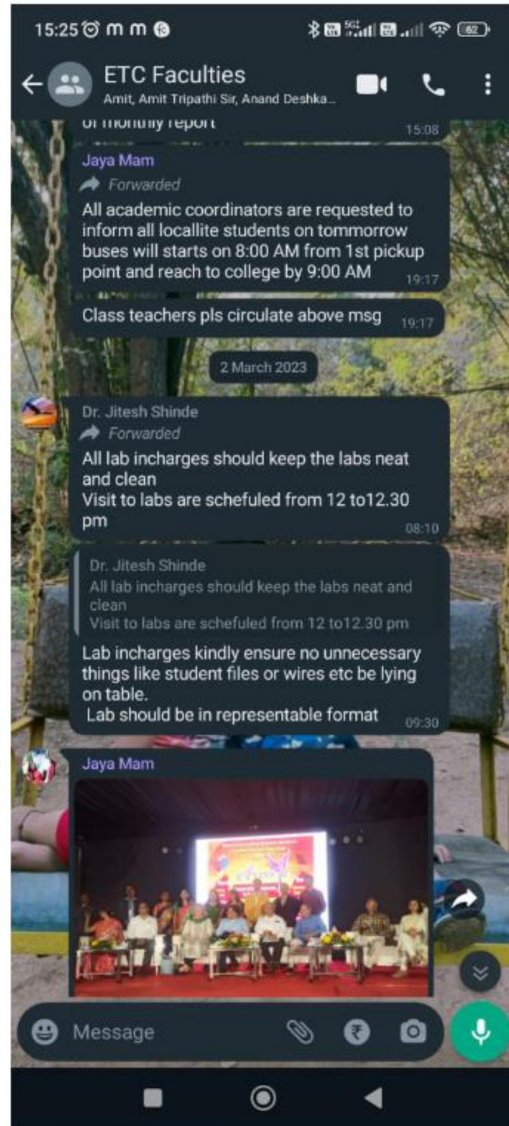 15:25
62
ETC Faculties
Amit, Amit Tripathi Sir, Anand Deshka...
of monthly report
15:08
Jaya Mam
Forwarded
All academic coordinators are requested to
inform all locallite students on tommorrow
buses will starts on 8:00 AM from 1st pickup
point and reach to college by 9:00 AM
19:17
Class teachers pls circulate above msg
19:17
2 March 2023
Dr. Jitesh Shinde
Forwarded
All lab incharges should keep the labs neat
and clean
Visit to labs are schefuled from 12 to12.30
pm
08:10
Dr. Jitesh Shinde
All lab incharges should keep the labs neat and
clean
Visit to labs are schefuled from 12 to12.30 pm
Lab incharges kindly ensure no unnecessary
things like student files or wires etc be lying
on table.
Lab should be in representable format
09:30
Jaya Mam
Message